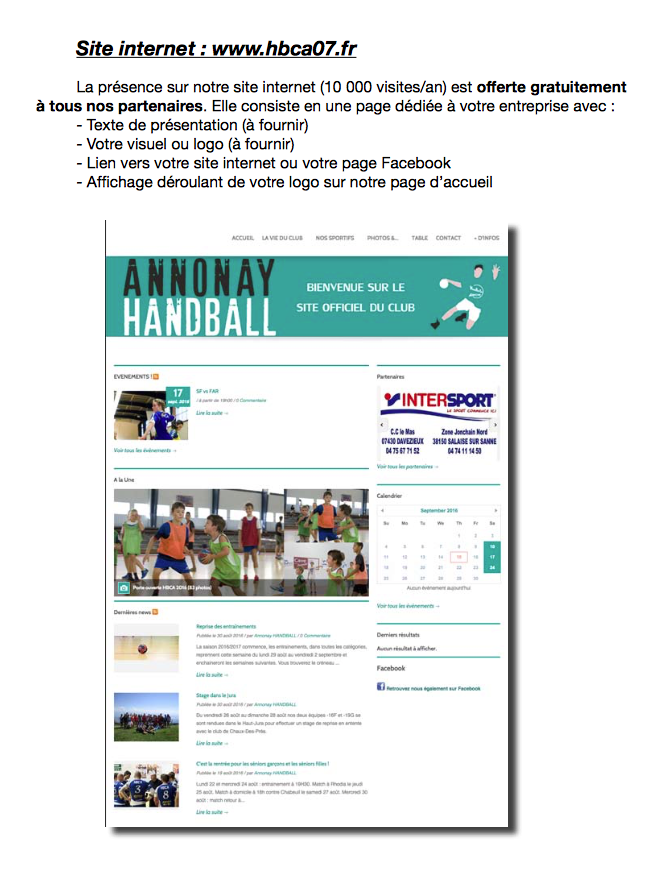 Site internet : www.hbca07.fr
La présence sur notre site internet (10 000 visites/an) est offerte gratuitement
à tous nos partenaires. Elle consiste en une page dédiée à votre entreprise avec :
- Texte de présentation (à fournir)
- Votre visuel ou logo (à fournir)
- Lien vers votre site internet ou votre page Facebook
- Affichage déroulant de votre logo sur notre page d'accueil
ACCUEIL LA VIE DU CLUB NOS SPORTIFS PHOTOS &... TABLE CONTACT + D'INFOS
ANNONAY
HANDBALL
BIENVENUE SUR LE
SITE OFFICIEL DU CLUB
EVENEMENTS !
17
sept. 2016
SF vs FAR
/ à partir de 19H00 / 0 Commentaire
Lire la suite →
Voir tous les événements →
Partenaires
INTERSPORT
LE SPORT COMMENCE ICI
C.C le Mas
07430 DAVEZIEUX
04 75 67 71 52
Zone Jonchain Nord
38150 SALAISE SUR SANNE
04 74 11 14 50
Voir tous les partenaires →
A la Une
Porte ouverte HBCA 2016 (83 photos)
Calendrier
September 2016
Su Mo Tu We Th Fr Sa
1 2 3
4 5 6 7 8 9 10
11 12 13 14 15 16 17
18 19 20 21 22 23 24
25 26 27 28 29 30
Aucun événement aujourd'hui
Voir tous les événements →
Dernières news
Reprise des entrainements
Publiée le 30 août 2016 / par Annonay HANDBALL / 0 Commentaire
La saison 2016/2017 commence, les entrainements, dans toutes les catégories,
reprennent cette semaine du lundi 29 août au vendredi 2 septembre et
enchaineront les semaines suivantes. Vous trouverez le créneau ...
Lire la suite →
Stage dans le jura
Publiée le 30 août 2016 / par Annonay HANDBALL
Du vendredi 26 août au dimanche 28 août nos deux équipes -18F et -18G se
sont rendues dans le Haut-Jura pour effectuer un stage de reprise en entente
avec le club de Chaux-Des-Prés.
Lire la suite →
C'est la rentrée pour les séniors garçons et les séniors filles !
Publiée le 19 août 2016 / par Annonay HANDBALL
Lundi 22 et mercredi 24 août : entrainement à 19H30. Match à Rhodia le jeudi
25 août. Match à domicile à 18h contre Chabeuil le samedi 27 août. Mercredi 30
août : match retour à...
Lire la suite →
Derniers résultats
Aucun résultat à afficher.
Facebook
Retrouvez nous également sur Facebook